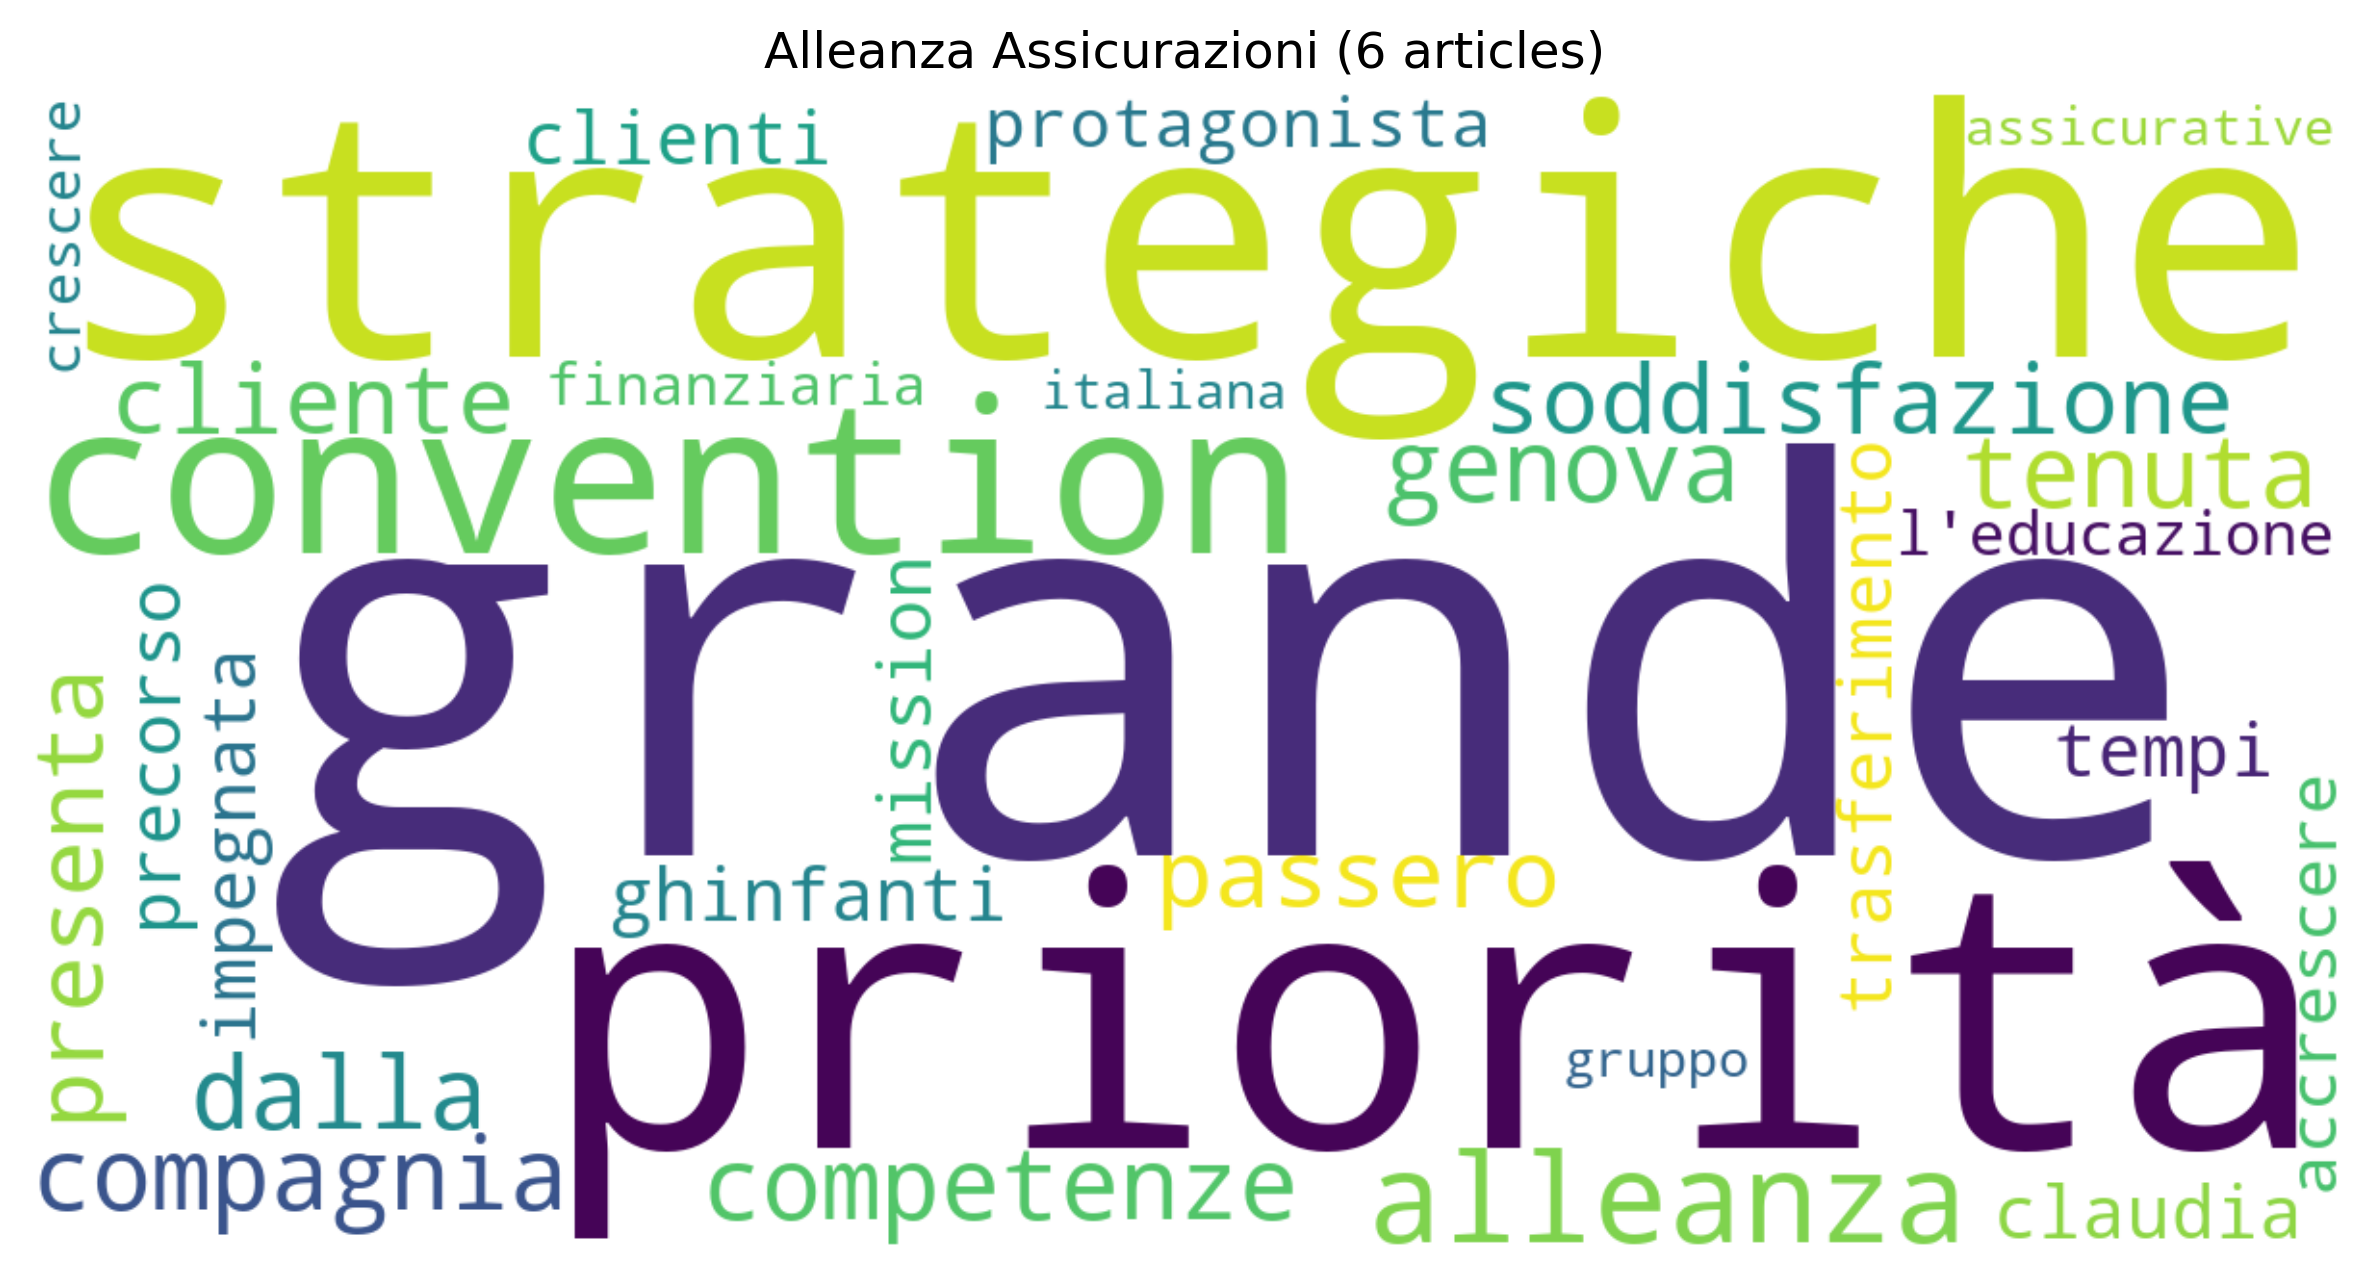 Alleanza Assicurazioni (6 articles)
crescere
clienti
protagonista
assicurative
strategiche
cliente
finanziaria
italiana
soddisfazione
convention
genova
tenuta
l'educazione
trasferimento
grande
mission
precorso
impegnata
presenta
tempi
ghinfanti
passero
accrescere
priorità
gruppo
dalla
compagnia
competenze
alleanza
claudia